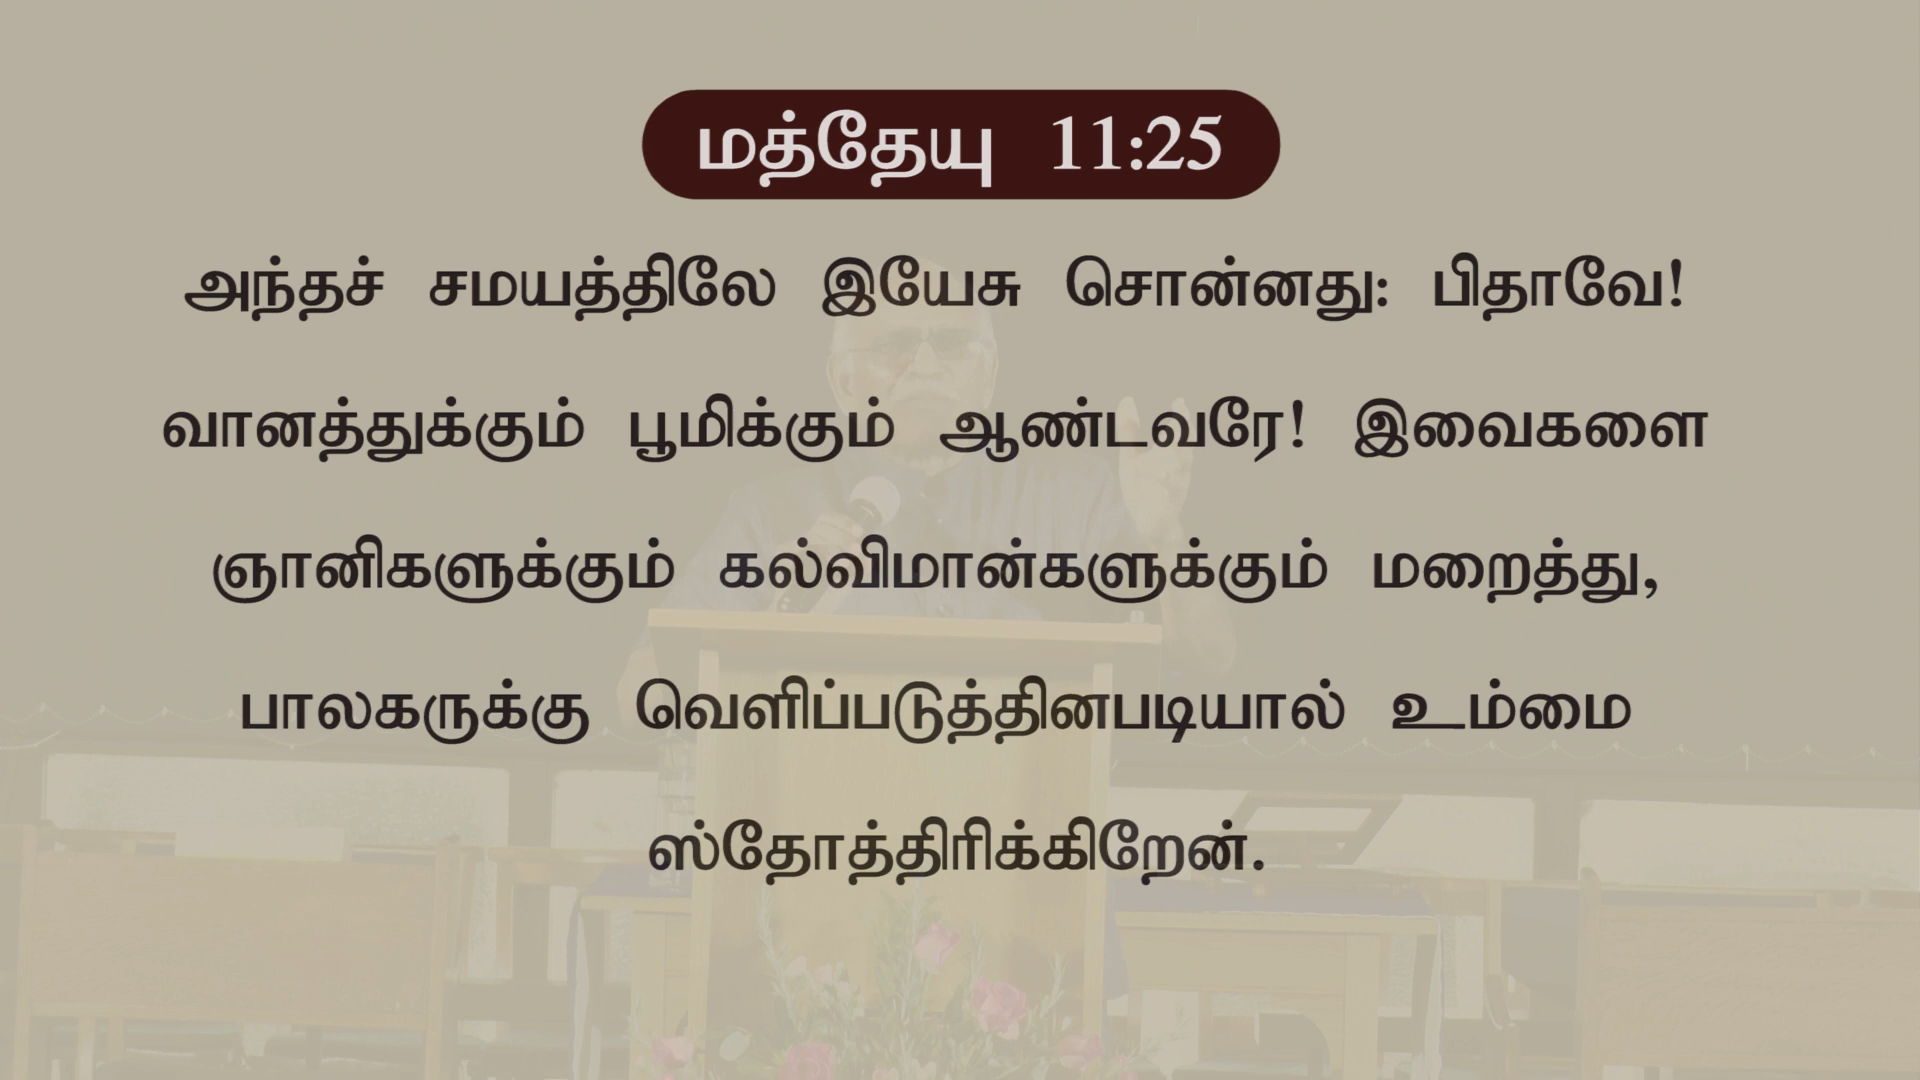 மத்தேயு 11:25
அந்தச் சமயத்திலே இயேசு சொன்னது: பிதாவே!
வானத்துக்கும் பூமிக்கும் ஆண்டவரே! இவைகளை
ஞானிகளுக்கும் கல்விமான்களுக்கும் மறைத்து,
பாலகருக்கு வெளிப்படுத்தினபடியால் உம்மை
ஸ்தோத்திரிக்கிறேன்.